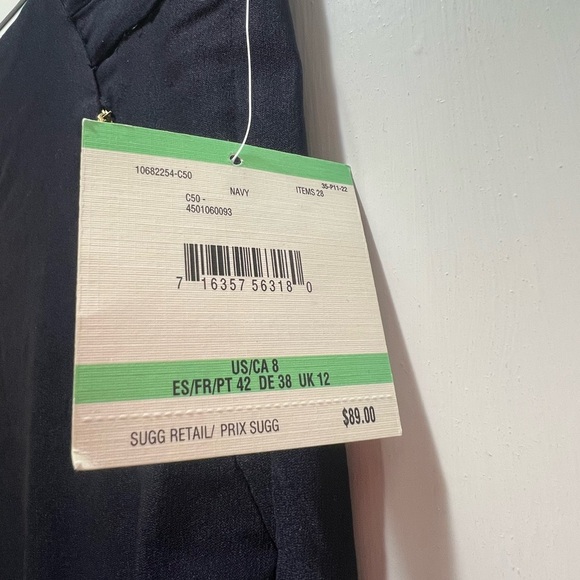 10682254-C50
35-P11-22
NAVY ITEMS 28
C50 -
4501060093
7 16357 56318 0
US/CA 8
ES/FR/PT 42 DE 38 UK 12
$89.00
SUGG RETAIL/ PRIX SUGG